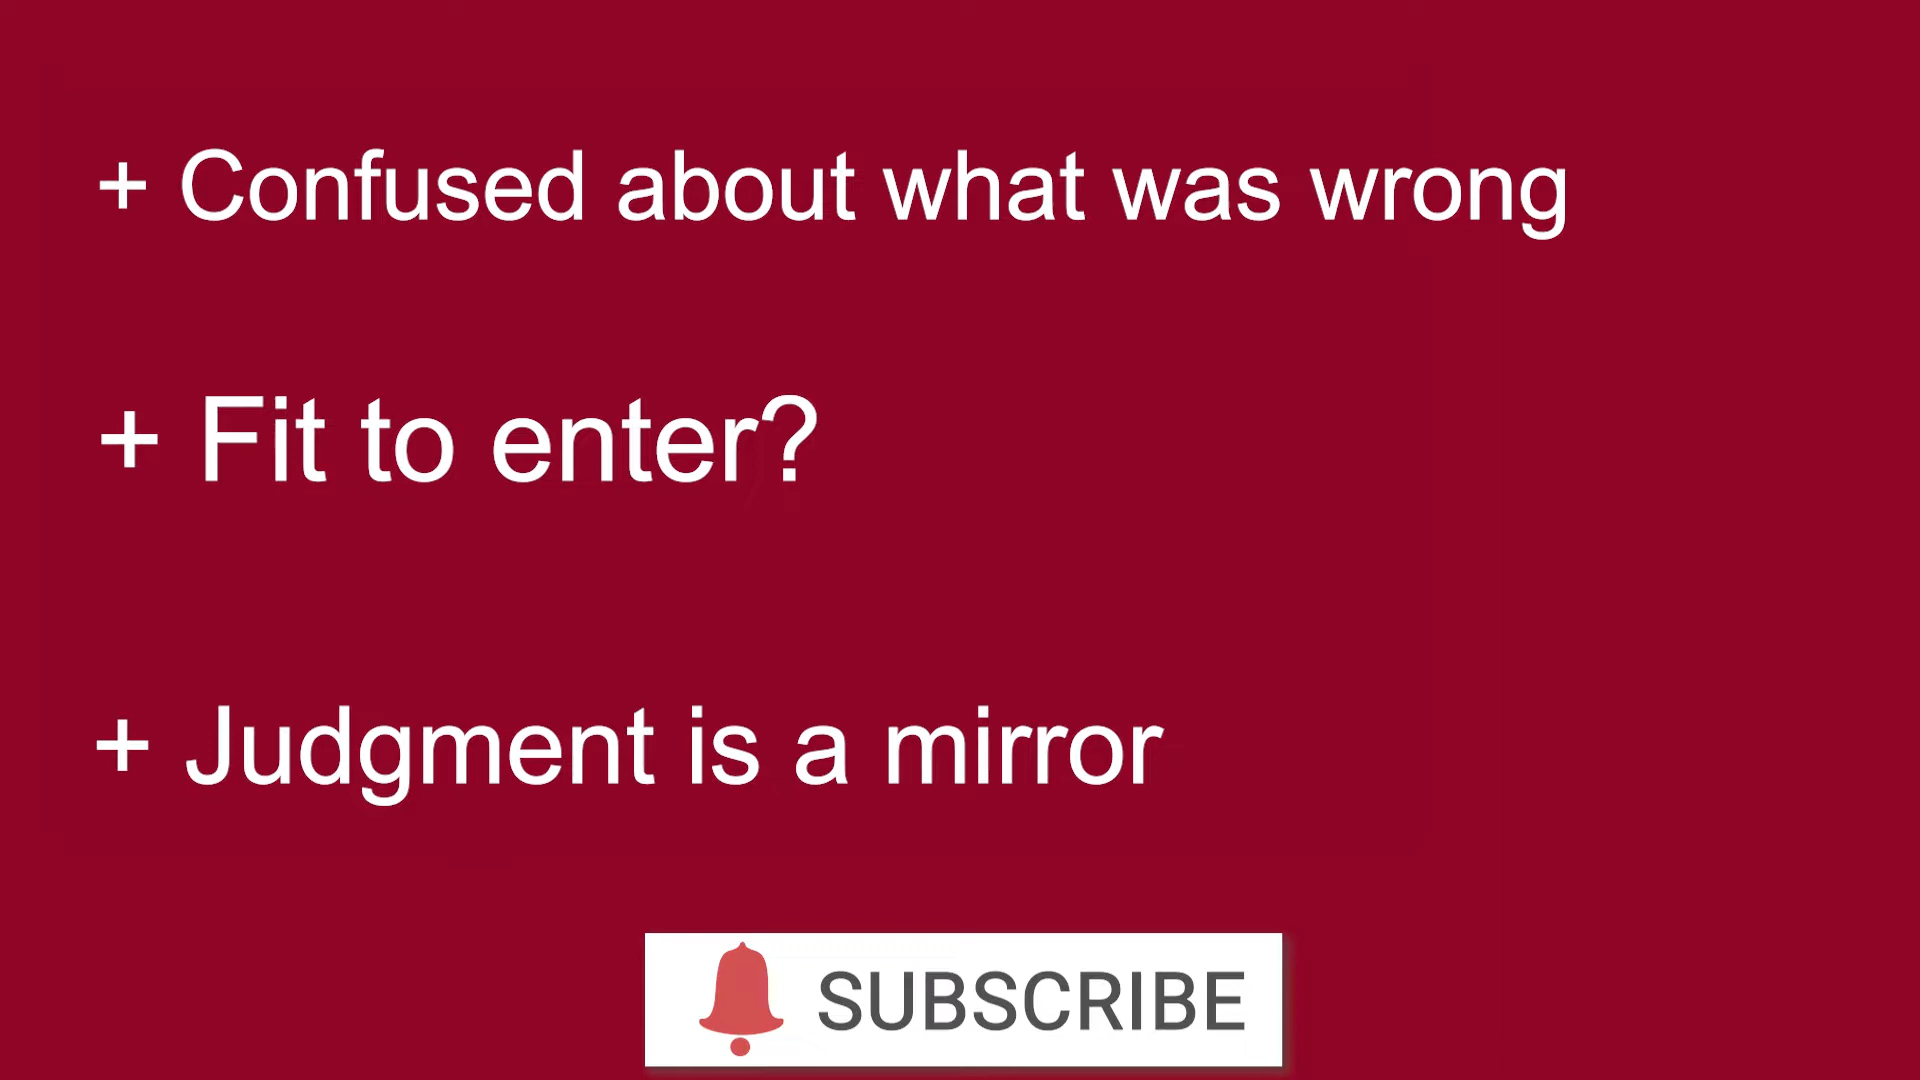 + Confused about what was wrong
+ Fit to enter?
+ Judgment is a mirror
SUBSCRIBE